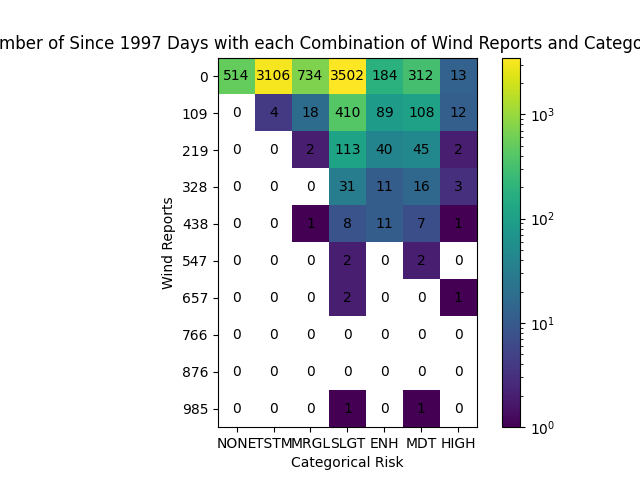 mber of Since 1997 Days with each Combination of Wind Reports and Catego
0 514 3106 734 3502 184 312 13
109 0 4 18 410 89 108 12
219 0 0 2 113 40 45 2
328 0 0 0 31 11 16 3
438 0 0 1 8 11 7 1
547 0 0 0 2 0 2 0
657 0 0 0 2 0 0 1
766 0 0 0 0 0 0 0
876 0 0 0 0 0 0 0
985 0 0 0 1 0 1 0
NONE TSTM MRGL SLGT ENH MDT HIGH
Categorical Risk
Wind Reports
10³
10²
10¹
10⁰